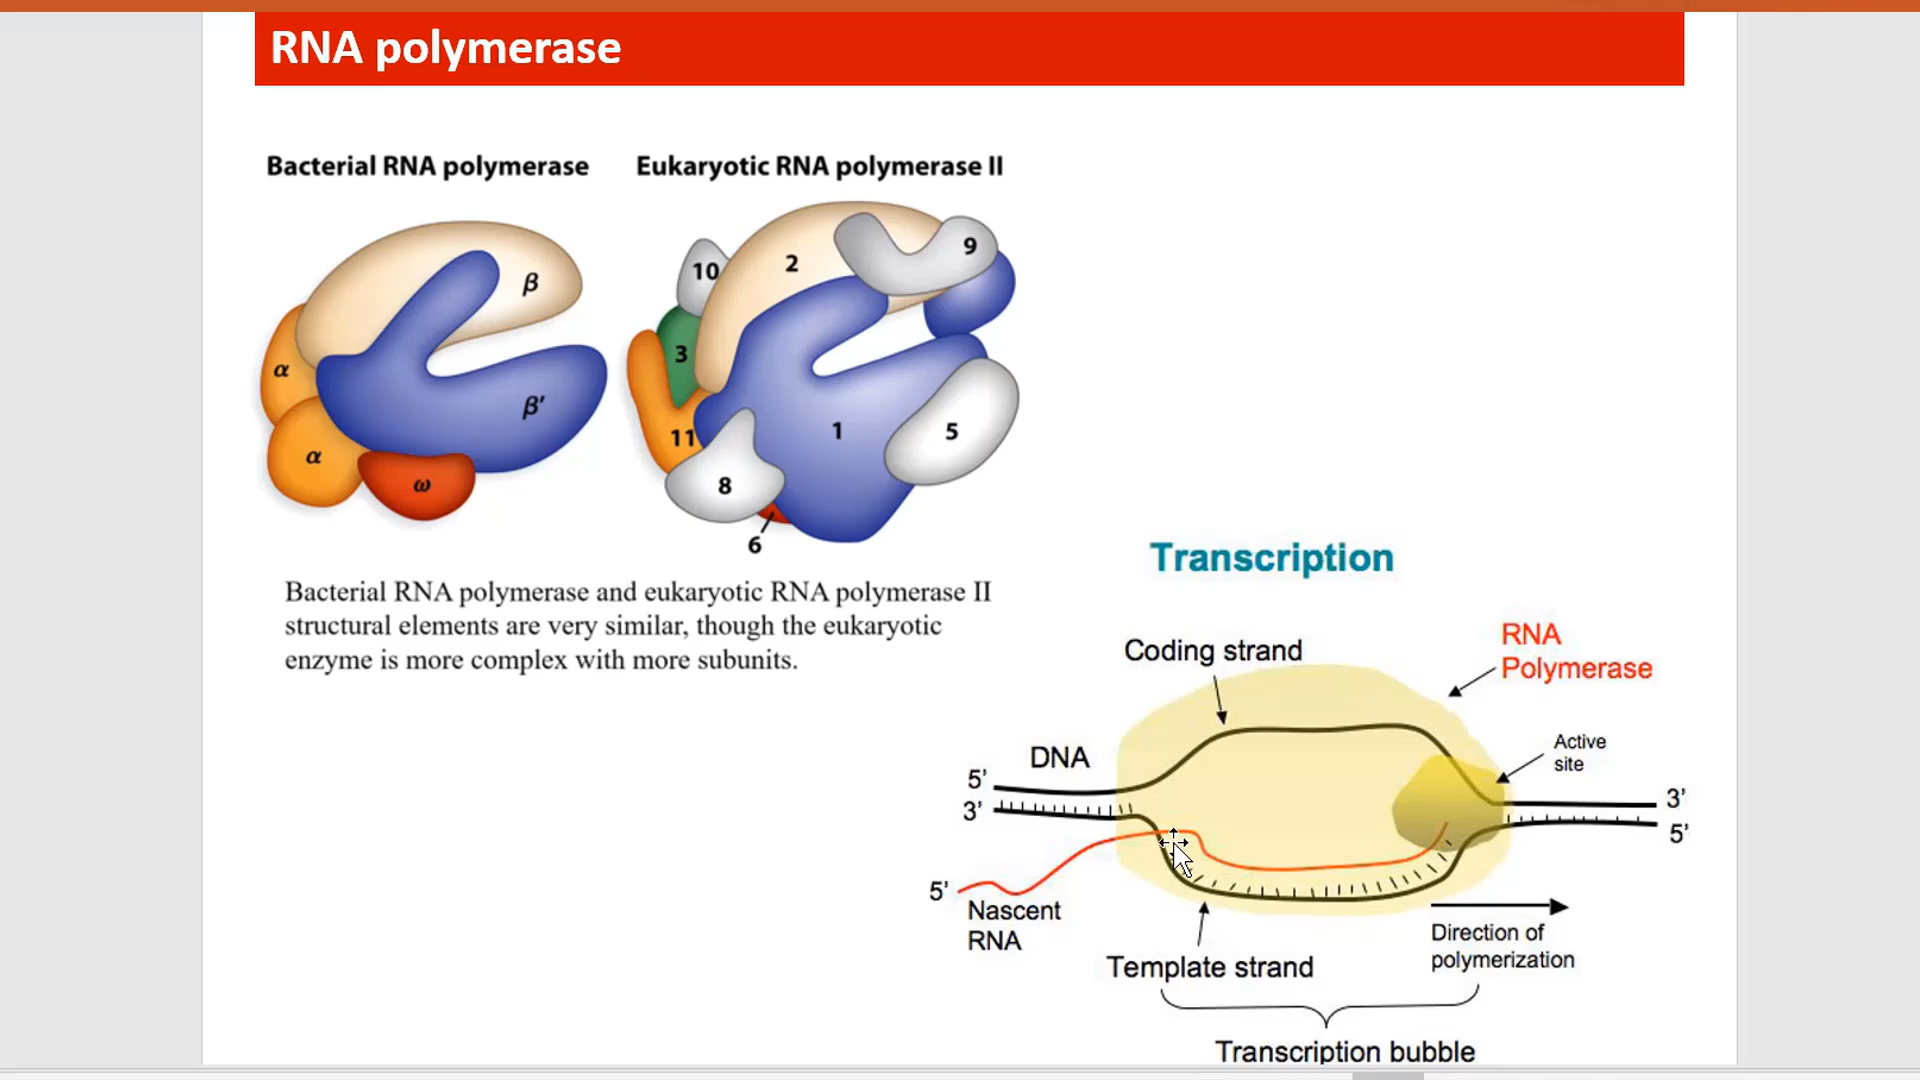 RNA polymerase
Bacterial RNA polymerase
β
α
β′
α
ω
Eukaryotic RNA polymerase II
9
2
10
3
11
1
5
8
6
Bacterial RNA polymerase and eukaryotic RNA polymerase II
structural elements are very similar, though the eukaryotic
enzyme is more complex with more subunits.
Transcription
RNA
Polymerase
Coding strand
Active
site
DNA
5’
3’
3’
5’
5’
Nascent
RNA
Template strand
Direction of
polymerization
Transcription bubble